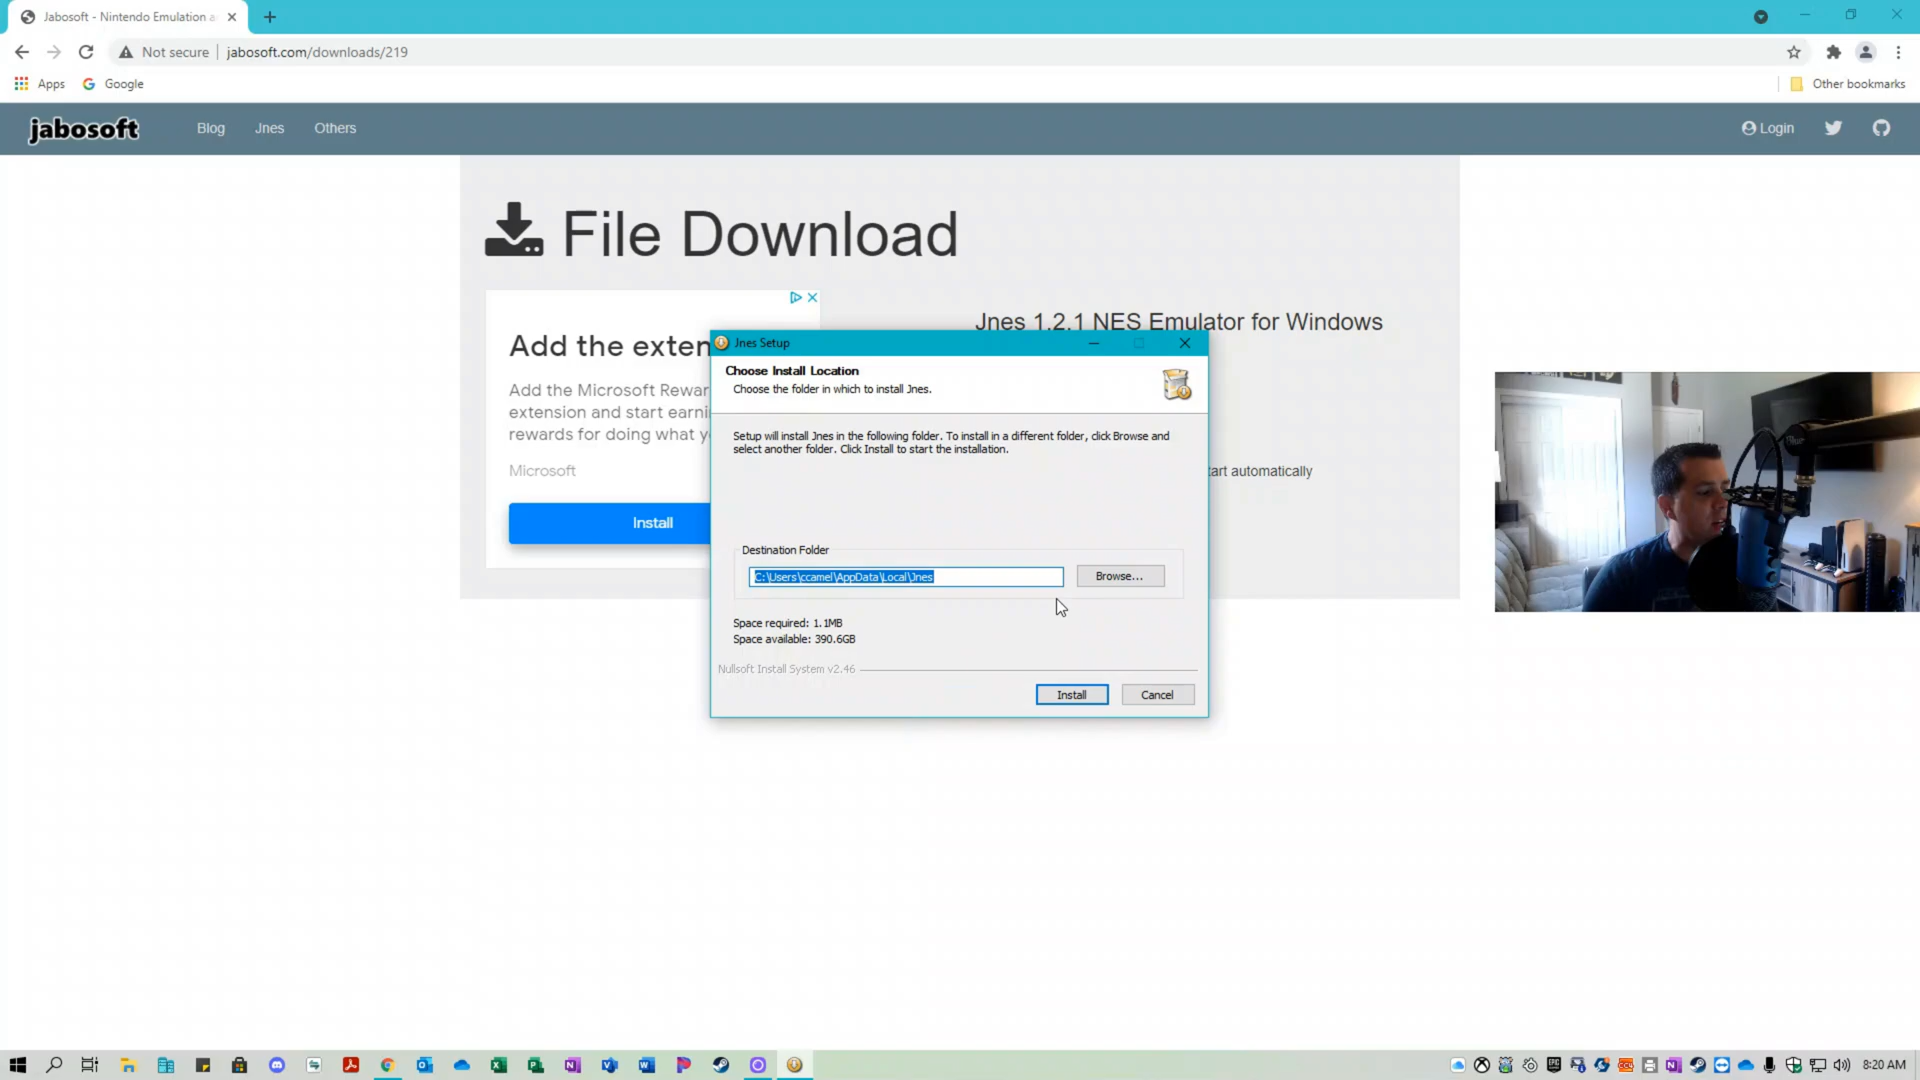 Jabosoft - Nintendo Emulation a
Not secure
jabosoft.com/downloads/219
Apps
Google
Other bookmarks
jabosoft
Blog
Jnes
Others
Login
File Download
Add the exten
Add the Microsoft Rewar
extension and start earni
rewards for doing what y
Microsoft
Install
Jnes 1.2.1 NES Emulator for Windows
tart automatically
Jnes Setup
Choose Install Location
Choose the folder in which to install Jnes.
Setup will install Jnes in the following folder. To install in a different folder, click Browse and
select another folder. Click Install to start the installation.
Destination Folder
C:\Users\ccamel\AppData\Local\Jnes
Browse...
Space required: 1.1MB
Space available: 390.6GB
Nullsoft Install System v2.46
Install
Cancel
8:20 AM